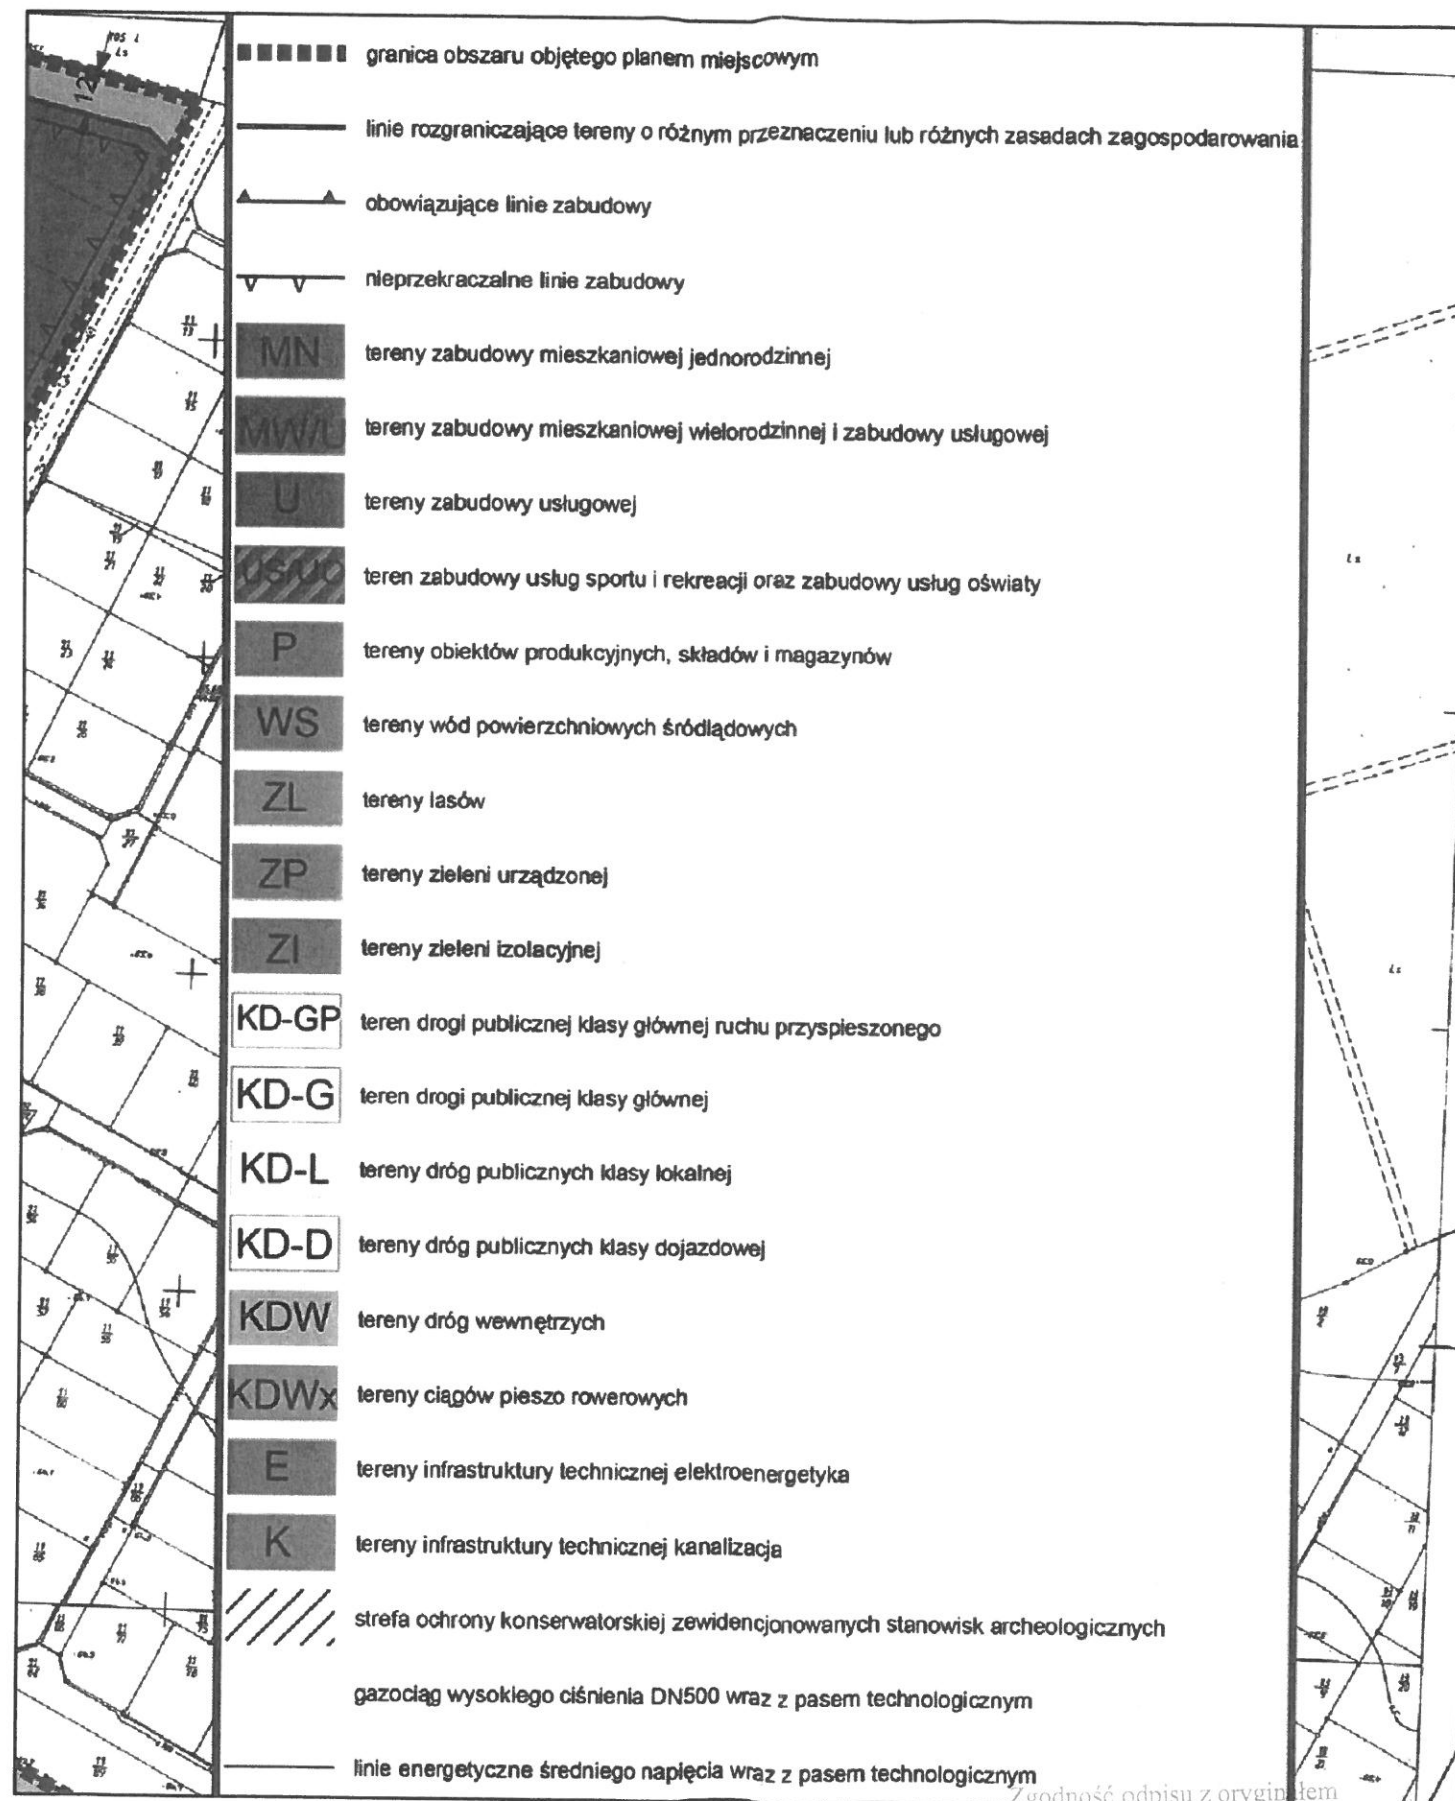 granica obszaru objętego planem miejscowym
linie rozgraniczające tereny o różnym przeznaczeniu lub różnych zasadach zagospodarowania
obowiązujące linie zabudowy
nieprzekraczalne linie zabudowy
MN tereny zabudowy mieszkaniowej jednorodzinnej
MW/U tereny zabudowy mieszkaniowej wielorodzinnej i zabudowy usługowej
U tereny zabudowy usługowej
US/UO teren zabudowy usług sportu i rekreacji oraz zabudowy usług oświaty
P tereny obiektów produkcyjnych, składów i magazynów
WS tereny wód powierzchniowych śródlądowych
ZL tereny lasów
ZP tereny zieleni urządzonej
ZI tereny zieleni izolacyjnej
KD-GP teren drogi publicznej klasy głównej ruchu przyspieszonego
KD-G teren drogi publicznej klasy głównej
KD-L tereny dróg publicznych klasy lokalnej
KD-D tereny dróg publicznych klasy dojazdowej
KDW tereny dróg wewnętrzych
KDWx tereny ciągów pieszo rowerowych
E tereny infrastruktury technicznej elektroenergetyka
K tereny infrastruktury technicznej kanalizacja
strefa ochrony konserwatorskiej zewidencjonowanych stanowisk archeologicznych
gazociąg wysokiego ciśnienia DN500 wraz z pasem technologicznym
linie energetyczne średniego napięcia wraz z pasem technologicznym
Zgodność odpisu z oryginałem
12
Ls
Ls
Ls